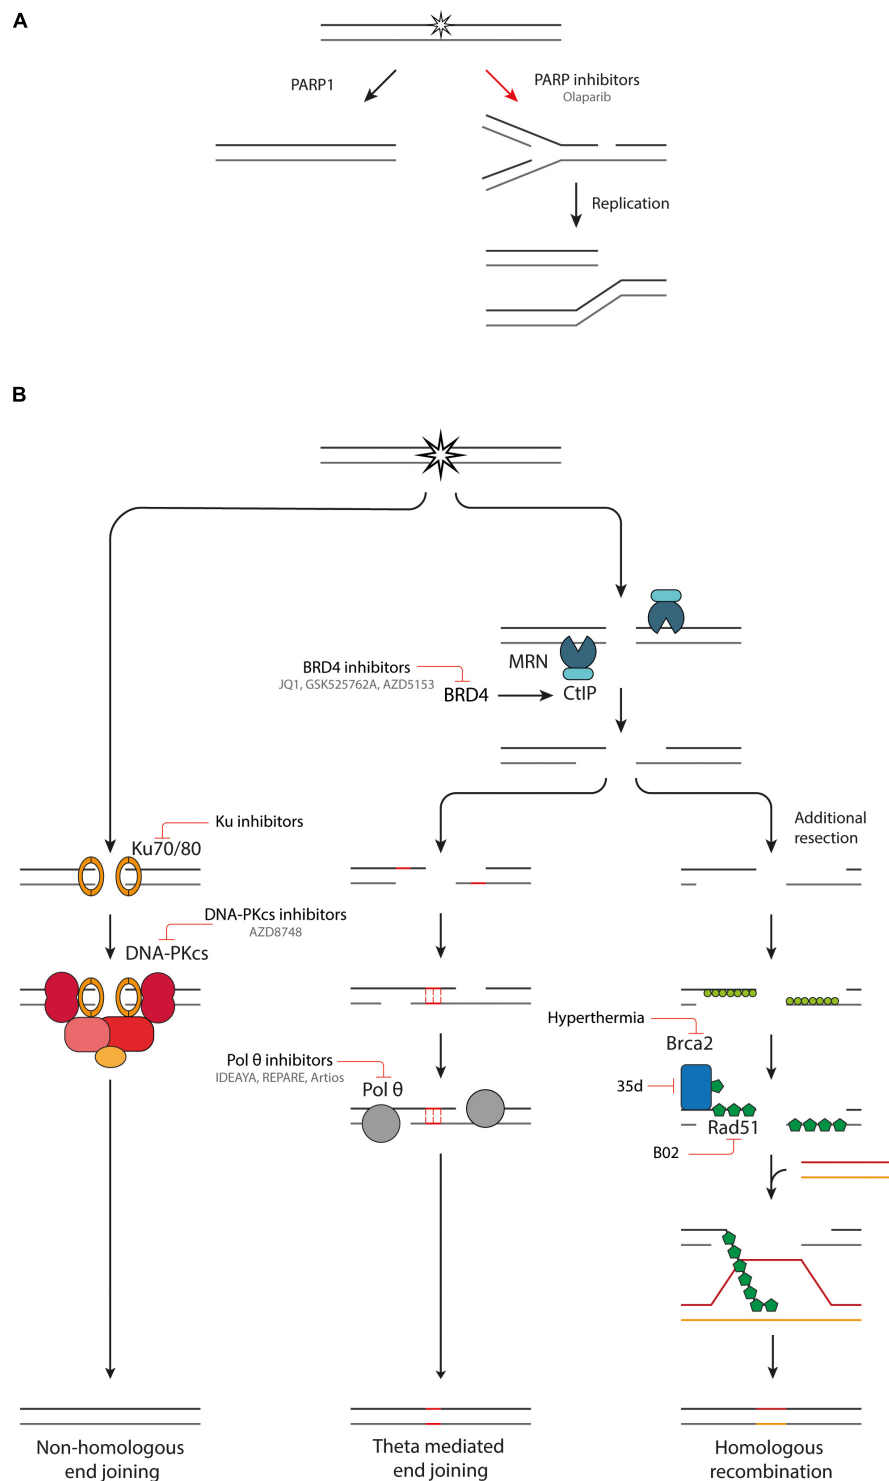 A
PARP1
PARP inhibitors
Olaparib
Replication
B
BRD4 inhibitors
JQ1, GSK525762A, AZD5153
MRN
BRD4
CtIP
Additional
resection
Ku inhibitors
Ku70/80
DNA-PKcs inhibitors
AZD8748
DNA-PKcs
Hyperthermia
Brca2
Pol θ inhibitors
IDEAYA, REPARE, Artios
Pol θ
35d
Rad51
B02
Non-homologous
end joining
Theta mediated
end joining
Homologous
recombination